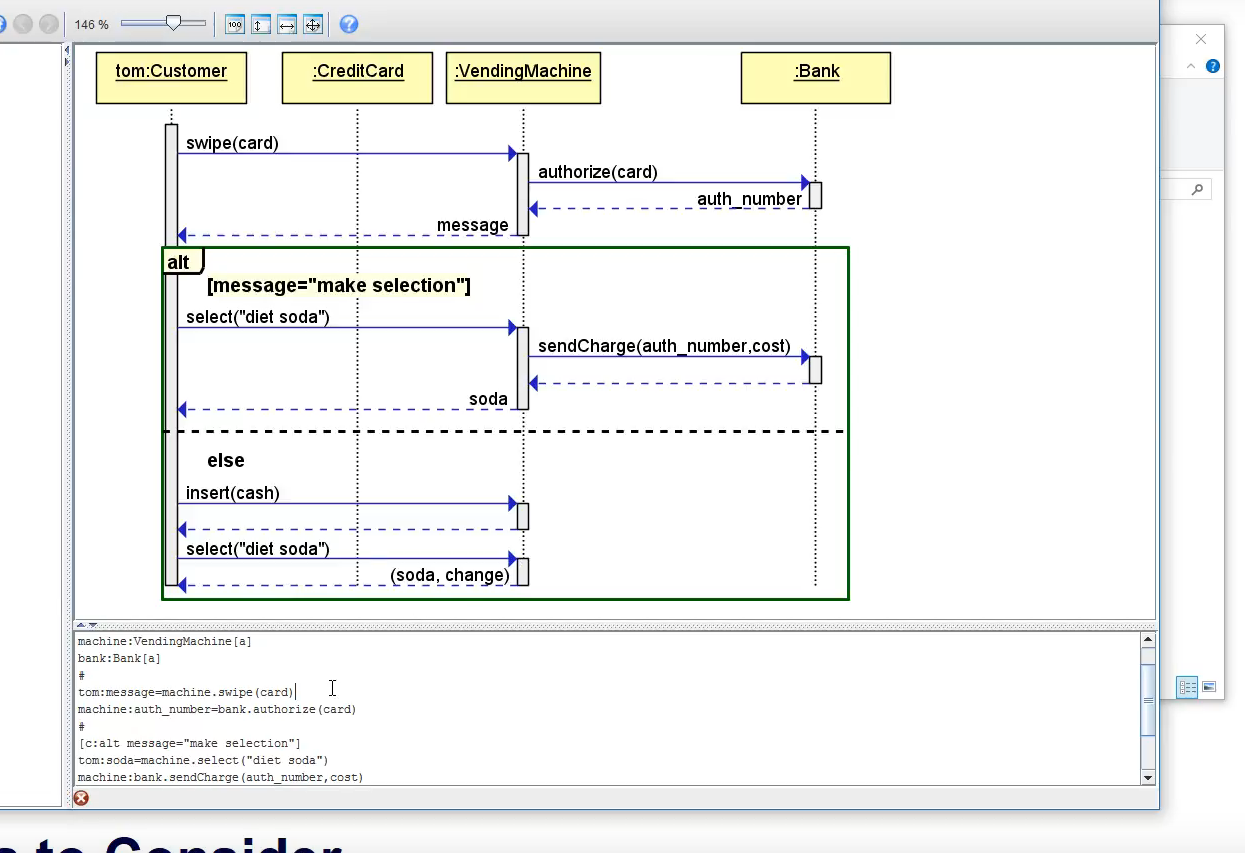 146 %
100
?
?
tom:Customer
:CreditCard
:VendingMachine
:Bank
swipe(card)
authorize(card)
auth_number
message
alt
[message="make selection"]
select("diet soda")
sendCharge(auth_number,cost)
soda
else
insert(cash)
select("diet soda")
(soda, change)
machine:VendingMachine[a]
bank:Bank[a]
#
tom:message=machine.swipe(card)
machine:auth_number=bank.authorize(card)
#
[c:alt message="make selection"]
tom:soda=machine.select("diet soda")
machine:bank.sendCharge(auth_number,cost)
to Consider